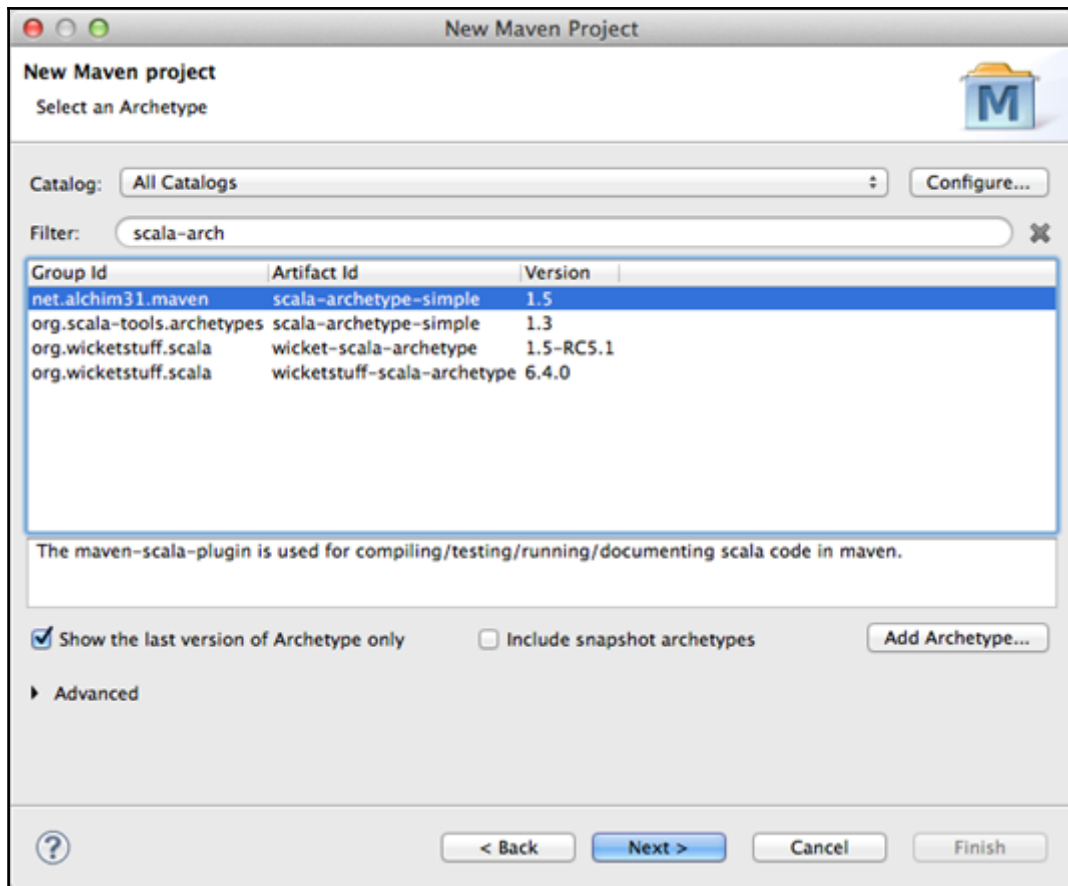 New Maven Project
New Maven project
Select an Archetype
M
Catalog: All Catalogs Configure...
Filter: scala-arch
Group Id Artifact Id Version
net.alchim31.maven scala-archetype-simple 1.5
org.scala-tools.archetypes scala-archetype-simple 1.3
org.wicketstuff.scala wicket-scala-archetype 1.5-RC5.1
org.wicketstuff.scala wicketstuff-scala-archetype 6.4.0
The maven-scala-plugin is used for compiling/testing/running/documenting scala code in maven.
Show the last version of Archetype only Include snapshot archetypes Add Archetype...
Advanced
? < Back Next > Cancel Finish